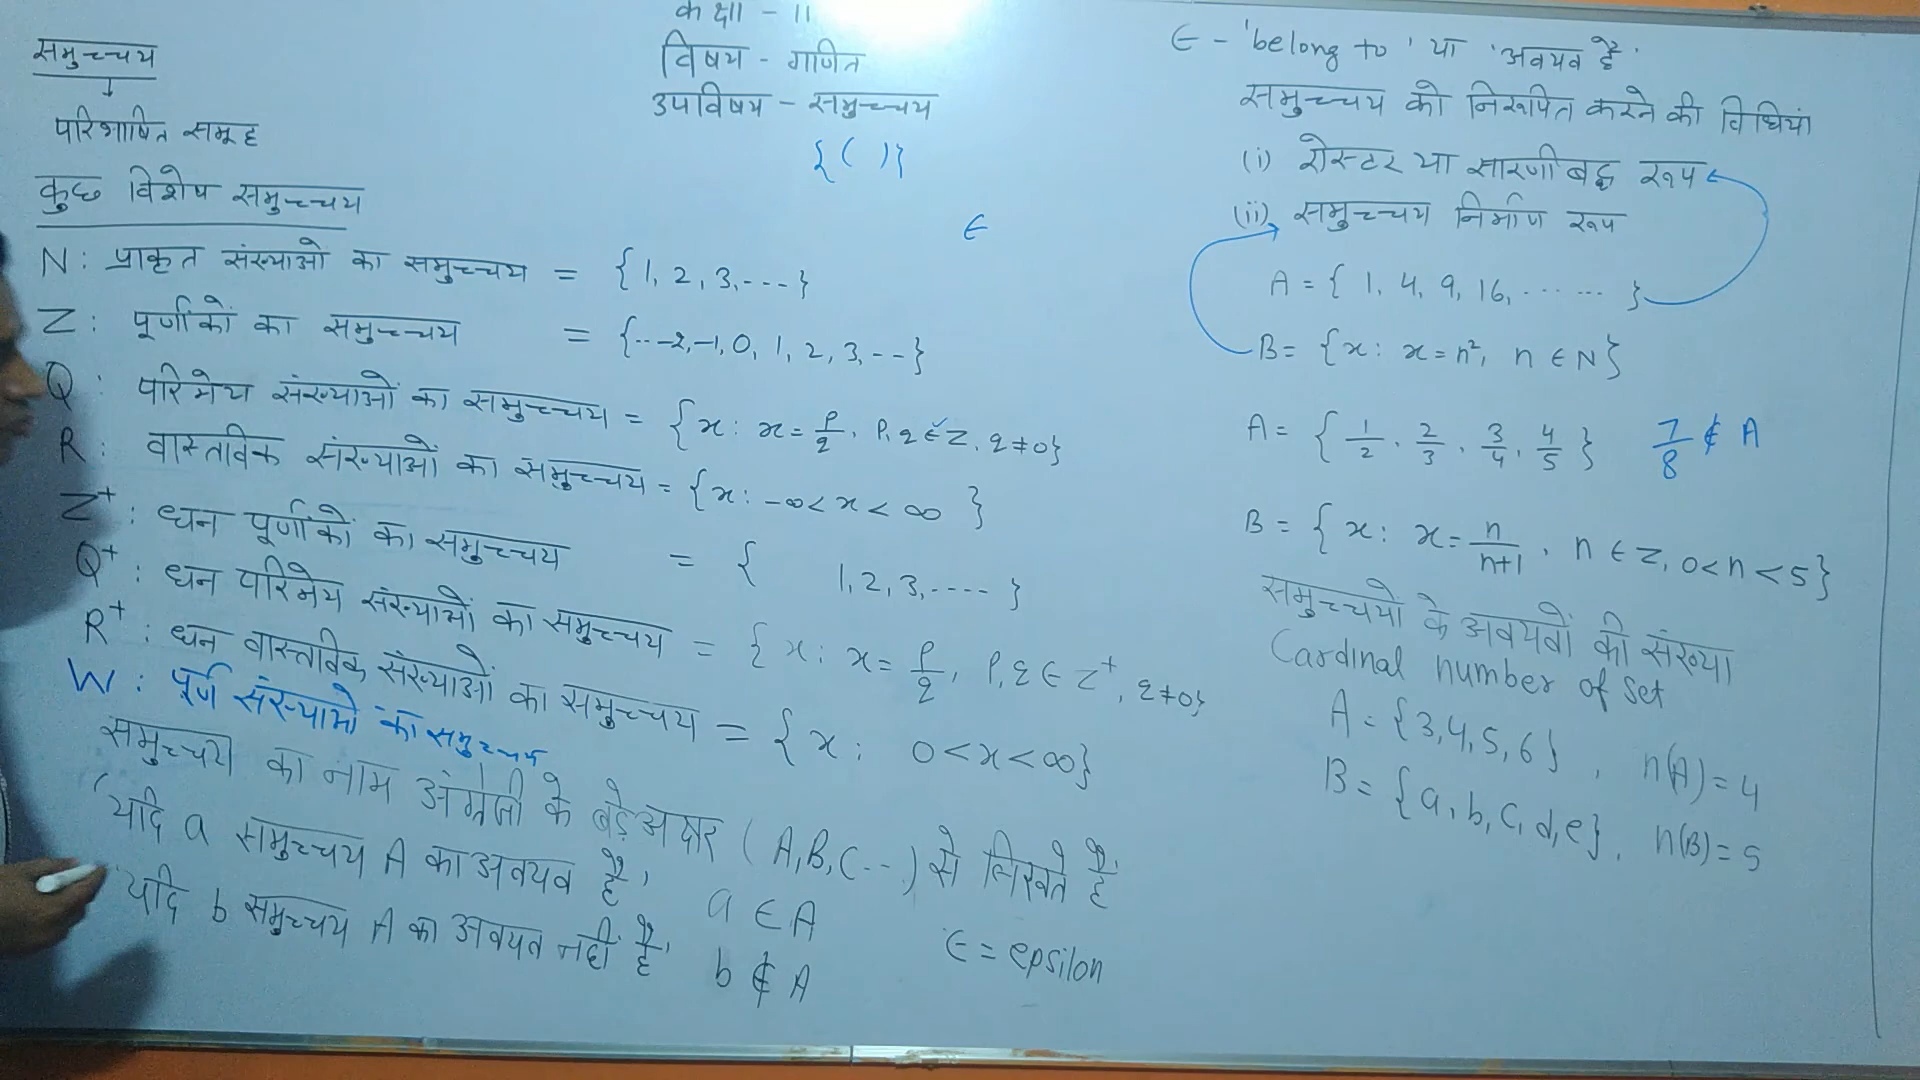 कक्षा - 11
विषय - गणित
उपविषय - समुच्चय
{( )}
∈
समुच्चय
↓
परिभाषित समूह
कुछ विशेष समुच्चय
N : प्राकृत संख्याओं का समुच्चय = {1, 2, 3, ---}
Z : पूर्णांकों का समुच्चय = {-- -2, -1, 0, 1, 2, 3, --}
Q : परिमेय संख्याओं का समुच्चय = {x : x = p/q, p, q ∈ Z, q ≠ 0}
R : वास्तविक संख्याओं का समुच्चय = {x : -∞ < x < ∞ }
Z⁺ : धन पूर्णांकों का समुच्चय = { 1, 2, 3, ---- }
Q⁺ : धन परिमेय संख्याओं का समुच्चय = {x : x = p/q, p, q ∈ Z⁺, q ≠ 0}
R⁺ : धन वास्तविक संख्याओं का समुच्चय = {x : 0 < x < ∞}
W : पूर्ण संख्याओं का समुच्चय
समुच्चय का नाम अंग्रेजी के बड़े अक्षर (A, B, C --) से लिखते हैं
यदि a समुच्चय A का अवयव है, a ∈ A
यदि b समुच्चय A का अवयव नहीं है, b ∉ A
∈ = epsilon
∈ - 'belong to' या 'अवयव है'
समुच्चय को निरूपित करने की विधियां
(i) रोस्टर या सारणीबद्ध रूप
(ii) समुच्चय निर्माण रूप
A = { 1, 4, 9, 16, ...... }
B = {x : x = n², n ∈ N}
A = { 1/2, 2/3, 3/4, 4/5 } 7/8 ∉ A
B = { x : x = n/n+1, n ∈ Z, 0 < n < 5}
समुच्चयों के अवयवों की संख्या
Cardinal number of set
A = {3, 4, 5, 6}, n(A) = 4
B = {a, b, c, d, e}, n(B) = 5